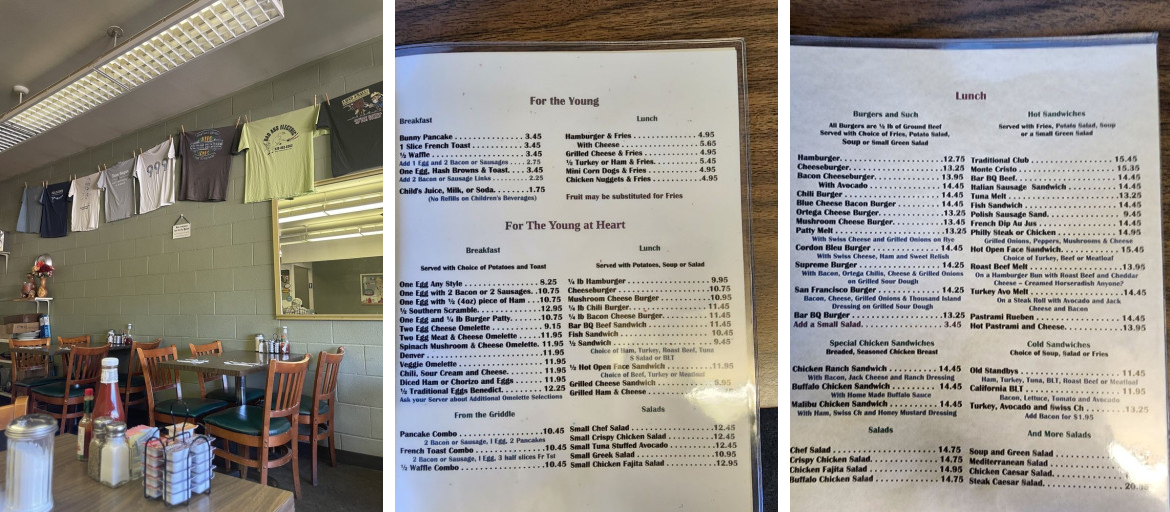 For the Young
Breakfast
Bunny Pancake 3.45
1 Slice French Toast 3.45
½ Waffle 3.45
Add 1 Egg and 2 Bacon or Sausages .75
One Egg, Hash Browns & Toast. 3.45
Add 2 Bacon or Sausage Links 2.25
Child's Juice, Milk, or Soda. 1.75
(No Refills on Children's Beverages)
Lunch
Hamburger & Fries 4.95
With Cheese 5.65
Grilled Cheese & Fries 4.95
½ Turkey or Ham & Fries. 5.45
Mini Corn Dogs & Fries 4.95
Chicken Nuggets & Fries 4.95
Fruit may be substituted for Fries
For The Young at Heart
Breakfast
Served with Choice of Potatoes and Toast
One Egg Any Style 8.25
One Egg with 2 Bacon or 2 Sausages. 10.75
One Egg with ½ (4oz) piece of Ham 10.75
½ Southern Scramble. 12.95
One Egg and ¼ lb Burger Patty. 10.75
Two Egg Cheese Omelette 9.15
Two Egg Meat & Cheese Omelette 11.95
Spinach Mushroom & Cheese Omelette. 11.95
Denver 11.95
Veggie Omelette 11.95
Chili, Sour Cream and Cheese. 11.95
Diced Ham or Chorizo and Eggs 11.95
½ Traditional Eggs Benedict. 12.25
Ask your Server about Additional Omelette Selections
From the Griddle
Pancake Combo 10.45
2 Bacon or Sausage, 1 Egg, 2 Pancakes
French Toast Combo 10.45
2 Bacon or Sausage, 1 Egg, 3 half slices Fr Tst
½ Waffle Combo 10.45
Lunch
Served with Potatoes, Soup or Salad
¼ lb Hamburger 9.95
Cheeseburger 10.75
Mushroom Cheese Burger 10.95
¼ lb Chili Burger. 11.45
¼ lb Bacon Cheese Burger 11.45
Bar BQ Beef Sandwich 11.45
Fish Sandwich 10.45
½ Sandwich 9.45
Choice of Ham, Turkey, Roast Beef, Tuna
Salad or BLT
½ Hot Open Face Sandwich 11.95
Choice of Beef, Turkey or Meatloaf
Grilled Cheese Sandwich
Grilled Ham & Cheese
Salads
Small Chef Salad 12.45
Small Crispy Chicken Salad 12.45
Small Tuna Stuffed Avocado 12.45
Small Greek Salad 10.95
Small Chicken Fajita Salad 12.95
Lunch
Burgers and Such
All Burgers are ½ lb of Ground Beef
Served with Choice of Fries, Potato Salad,
Soup or Small Green Salad
Hamburger. 12.75
Cheeseburger. 13.25
Bacon Cheeseburger 13.95
With Avocado 14.45
Chili Burger 14.45
Blue Cheese Bacon Burger 14.45
Ortega Cheese Burger. 13.25
Mushroom Cheese Burger. 13.45
Patty Melt 13.25
With Swiss Cheese and Grilled Onions on Rye
Cordon Bleu Burger 14.45
With Swiss Cheese, Ham and Sweet Relish
Supreme Burger 14.25
With Bacon, Ortega Chilis, Cheese & Grilled Onions
on Grilled Sour Dough
San Francisco Burger 14.25
Bacon, Cheese, Grilled Onions & Thousand Island
Dressing on Grilled Sour Dough
Bar BQ Burger 13.25
Add a Small Salad. 3.45
Special Chicken Sandwiches
Breaded, Seasoned Chicken Breast
Chicken Ranch Sandwich 14.45
With Bacon, Jack Cheese and Ranch Dressing
Buffalo Chicken Sandwich 14.45
With Home Made Buffalo Sauce
Malibu Chicken Sandwich 14.45
With Ham, Swiss Ch and Honey Mustard Dressing
Salads
Chef Salad 14.75
Crispy Chicken Salad. 14.75
Chicken Fajita Salad 14.95
Buffalo Chicken Salad 14.75
Hot Sandwiches
Served with Fries, Potato Salad, Soup
or a Small Green Salad
Traditional Club 15.45
Monte Cristo 15.35
Bar BQ Beef. 14.45
Italian Sausage Sandwich 14.45
Tuna Melt 13.25
Fish Sandwich 14.45
Polish Sausage Sand. 9.45
French Dip Au Jus 14.45
Philly Steak or Chicken 14.95
Grilled Onions, Peppers, Mushrooms & Cheese
Hot Open Face Sandwich. 15.45
Choice of Turkey, Beef or Meatloaf
Roast Beef Melt 13.95
On a Hamburger Bun with Roast Beef and Cheddar
Cheese - Creamed Horseradish Anyone?
Turkey Avo Melt 14.45
On a Steak Roll with Avocado and Jack
Cheese and Bacon
Pastrami Rueben 14.45
Hot Pastrami and Cheese. 13.95
Cold Sandwiches
Choice of Soup, Salad or Fries
Old Standbys 11.45
Ham, Turkey, Tuna, BLT, Roast Beef or Meatloaf
California BLT 11.95
Bacon, Lettuce, Tomato and Avocado
Turkey, Avocado and Swiss Ch 13.25
Add Bacon for $1.95
And More Salads
Soup and Green Salad
Mediterranean Salad
Chicken Caesar Salad.
Steak Caesar Salad.